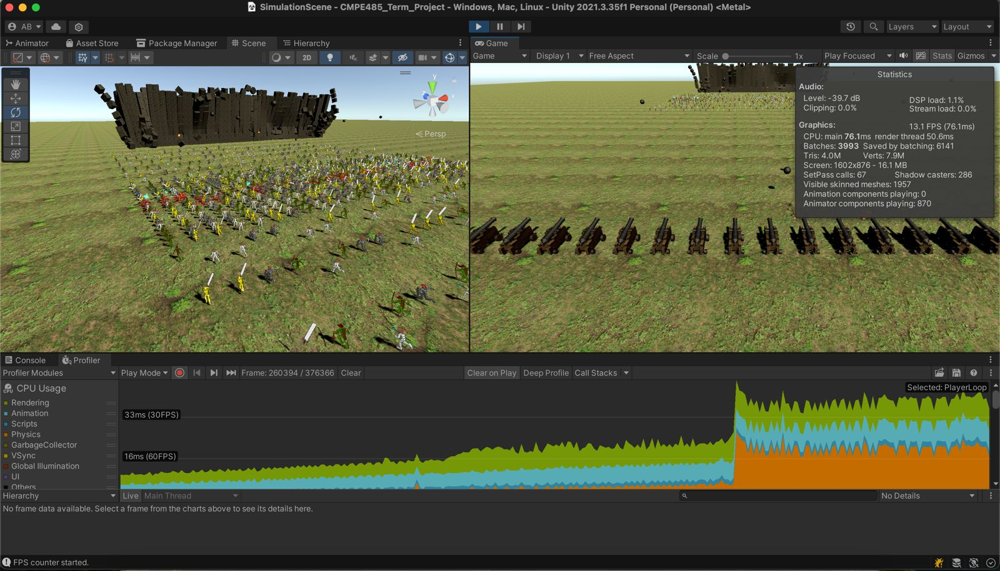 SimulationScene - CMPE485_Term_Project - Windows, Mac, Linux - Unity 2021.3.35f1 Personal (Personal) <Metal>
AB Layers Layout
Animator Asset Store Package Manager Scene Hierarchy Game
2D Game Display 1 Free Aspect Scale 1x Play Focused Stats Gizmos
Statistics
Audio:
Level: -39.7 dB DSP load: 1.1%
Clipping: 0.0% Stream load: 0.0%
Graphics: 13.1 FPS (76.1ms)
CPU: main 76.1ms render thread 50.6ms
Batches: 3993 Saved by batching: 6141
Tris: 4.0M Verts: 7.9M
Screen: 1602x876 - 16.1 MB
SetPass calls: 67 Shadow casters: 286
Visible skinned meshes: 1957
Animation components playing: 0
Animator components playing: 870
y
x
z
Persp
Console Profiler
Profiler Modules Play Mode Frame: 260394 / 376366 Clear Clear on Play Deep Profile Call Stacks
CPU CPU Usage Selected: PlayerLoop
Rendering
Animation
Scripts
Physics
GarbageCollector
VSync
Global Illumination
UI
Others
33ms (30FPS)
16ms (60FPS)
Hierarchy Live Main Thread No Details
No frame data available. Select a frame from the charts above to see its details here.
FPS counter started.